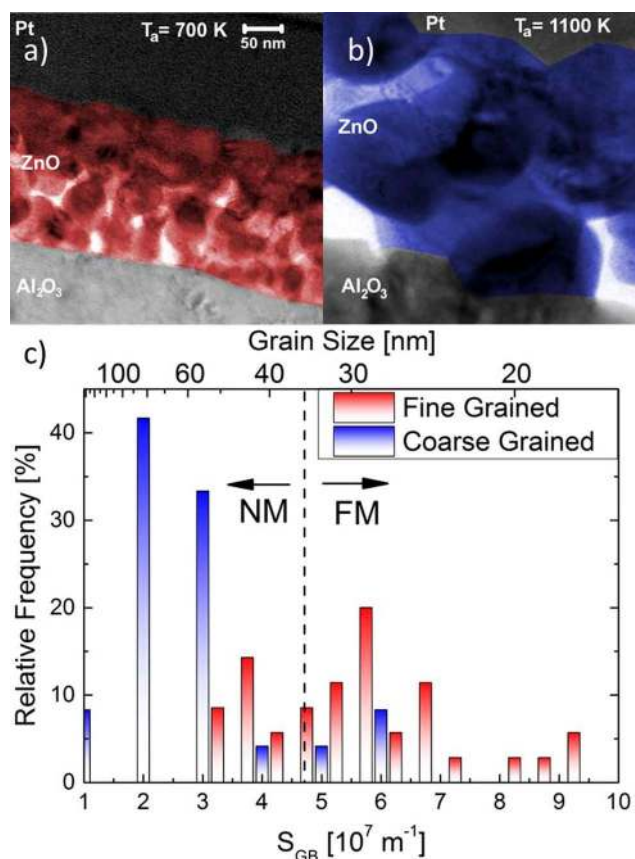 Pt
T_a= 700 K
50 nm
a)
ZnO
Al₂O₃
Pt
T_a= 1100 K
b)
ZnO
Al₂O₃
c)
Grain Size [nm]
100 60 40 30 20
Fine Grained
Coarse Grained
NM FM
Relative Frequency [%]
40
30
20
10
0
1 2 3 4 5 6 7 8 9 10
S_GB [10⁷ m⁻¹]